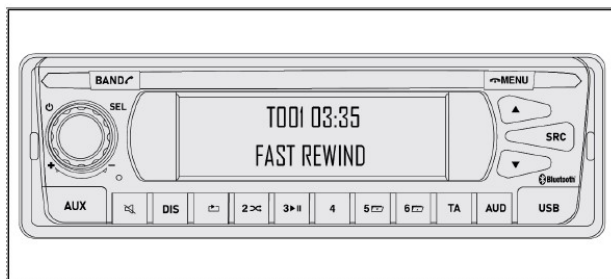 BAND
MENU
SEL
T001 03:35
FAST REWIND
SRC
Bluetooth
AUX
DIS
2
3
4
5
6
TA
AUD
USB